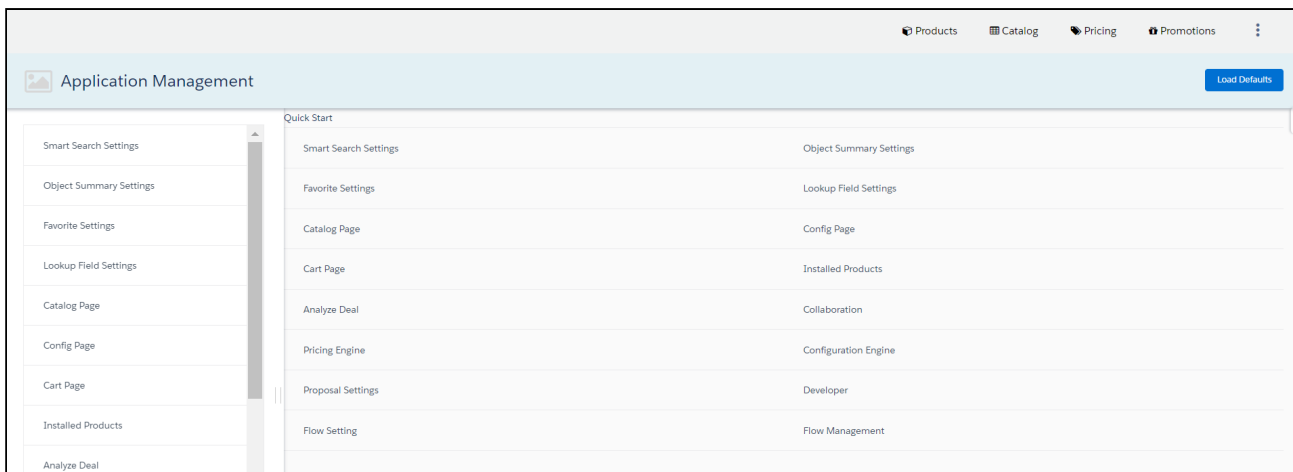 Products Catalog Pricing Promotions
Application Management
Load Defaults
Smart Search Settings
Object Summary Settings
Favorite Settings
Lookup Field Settings
Catalog Page
Config Page
Cart Page
Installed Products
Analyze Deal
Quick Start
Smart Search Settings Object Summary Settings
Favorite Settings Lookup Field Settings
Catalog Page Config Page
Cart Page Installed Products
Analyze Deal Collaboration
Pricing Engine Configuration Engine
Proposal Settings Developer
Flow Setting Flow Management